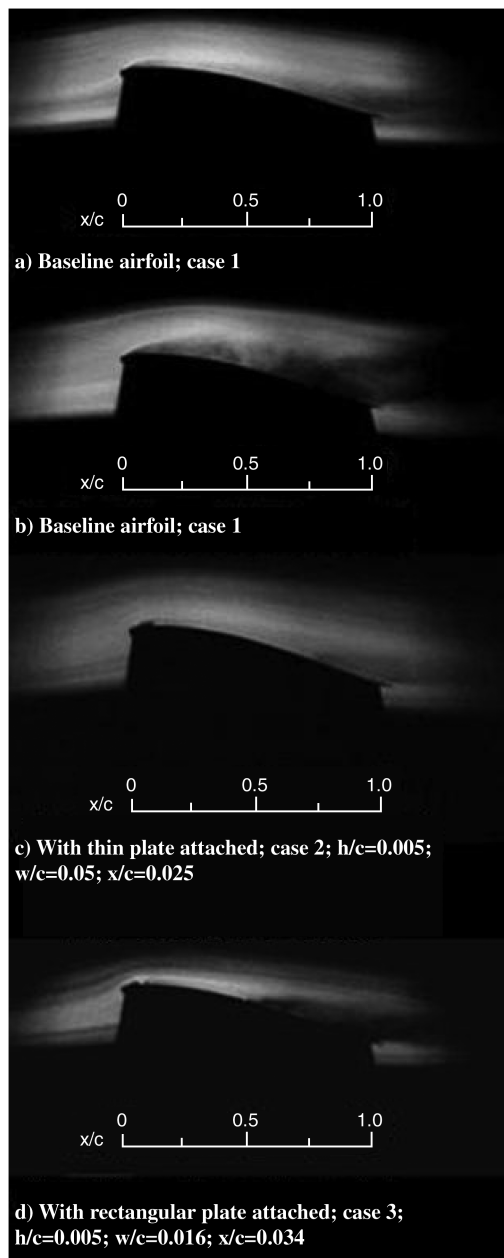 0 0.5 1.0
x/c
a) Baseline airfoil; case 1
0 0.5 1.0
x/c
b) Baseline airfoil; case 1
0 0.5 1.0
x/c
c) With thin plate attached; case 2; h/c=0.005;
w/c=0.05; x/c=0.025
0 0.5 1.0
x/c
d) With rectangular plate attached; case 3;
h/c=0.005; w/c=0.016; x/c=0.034